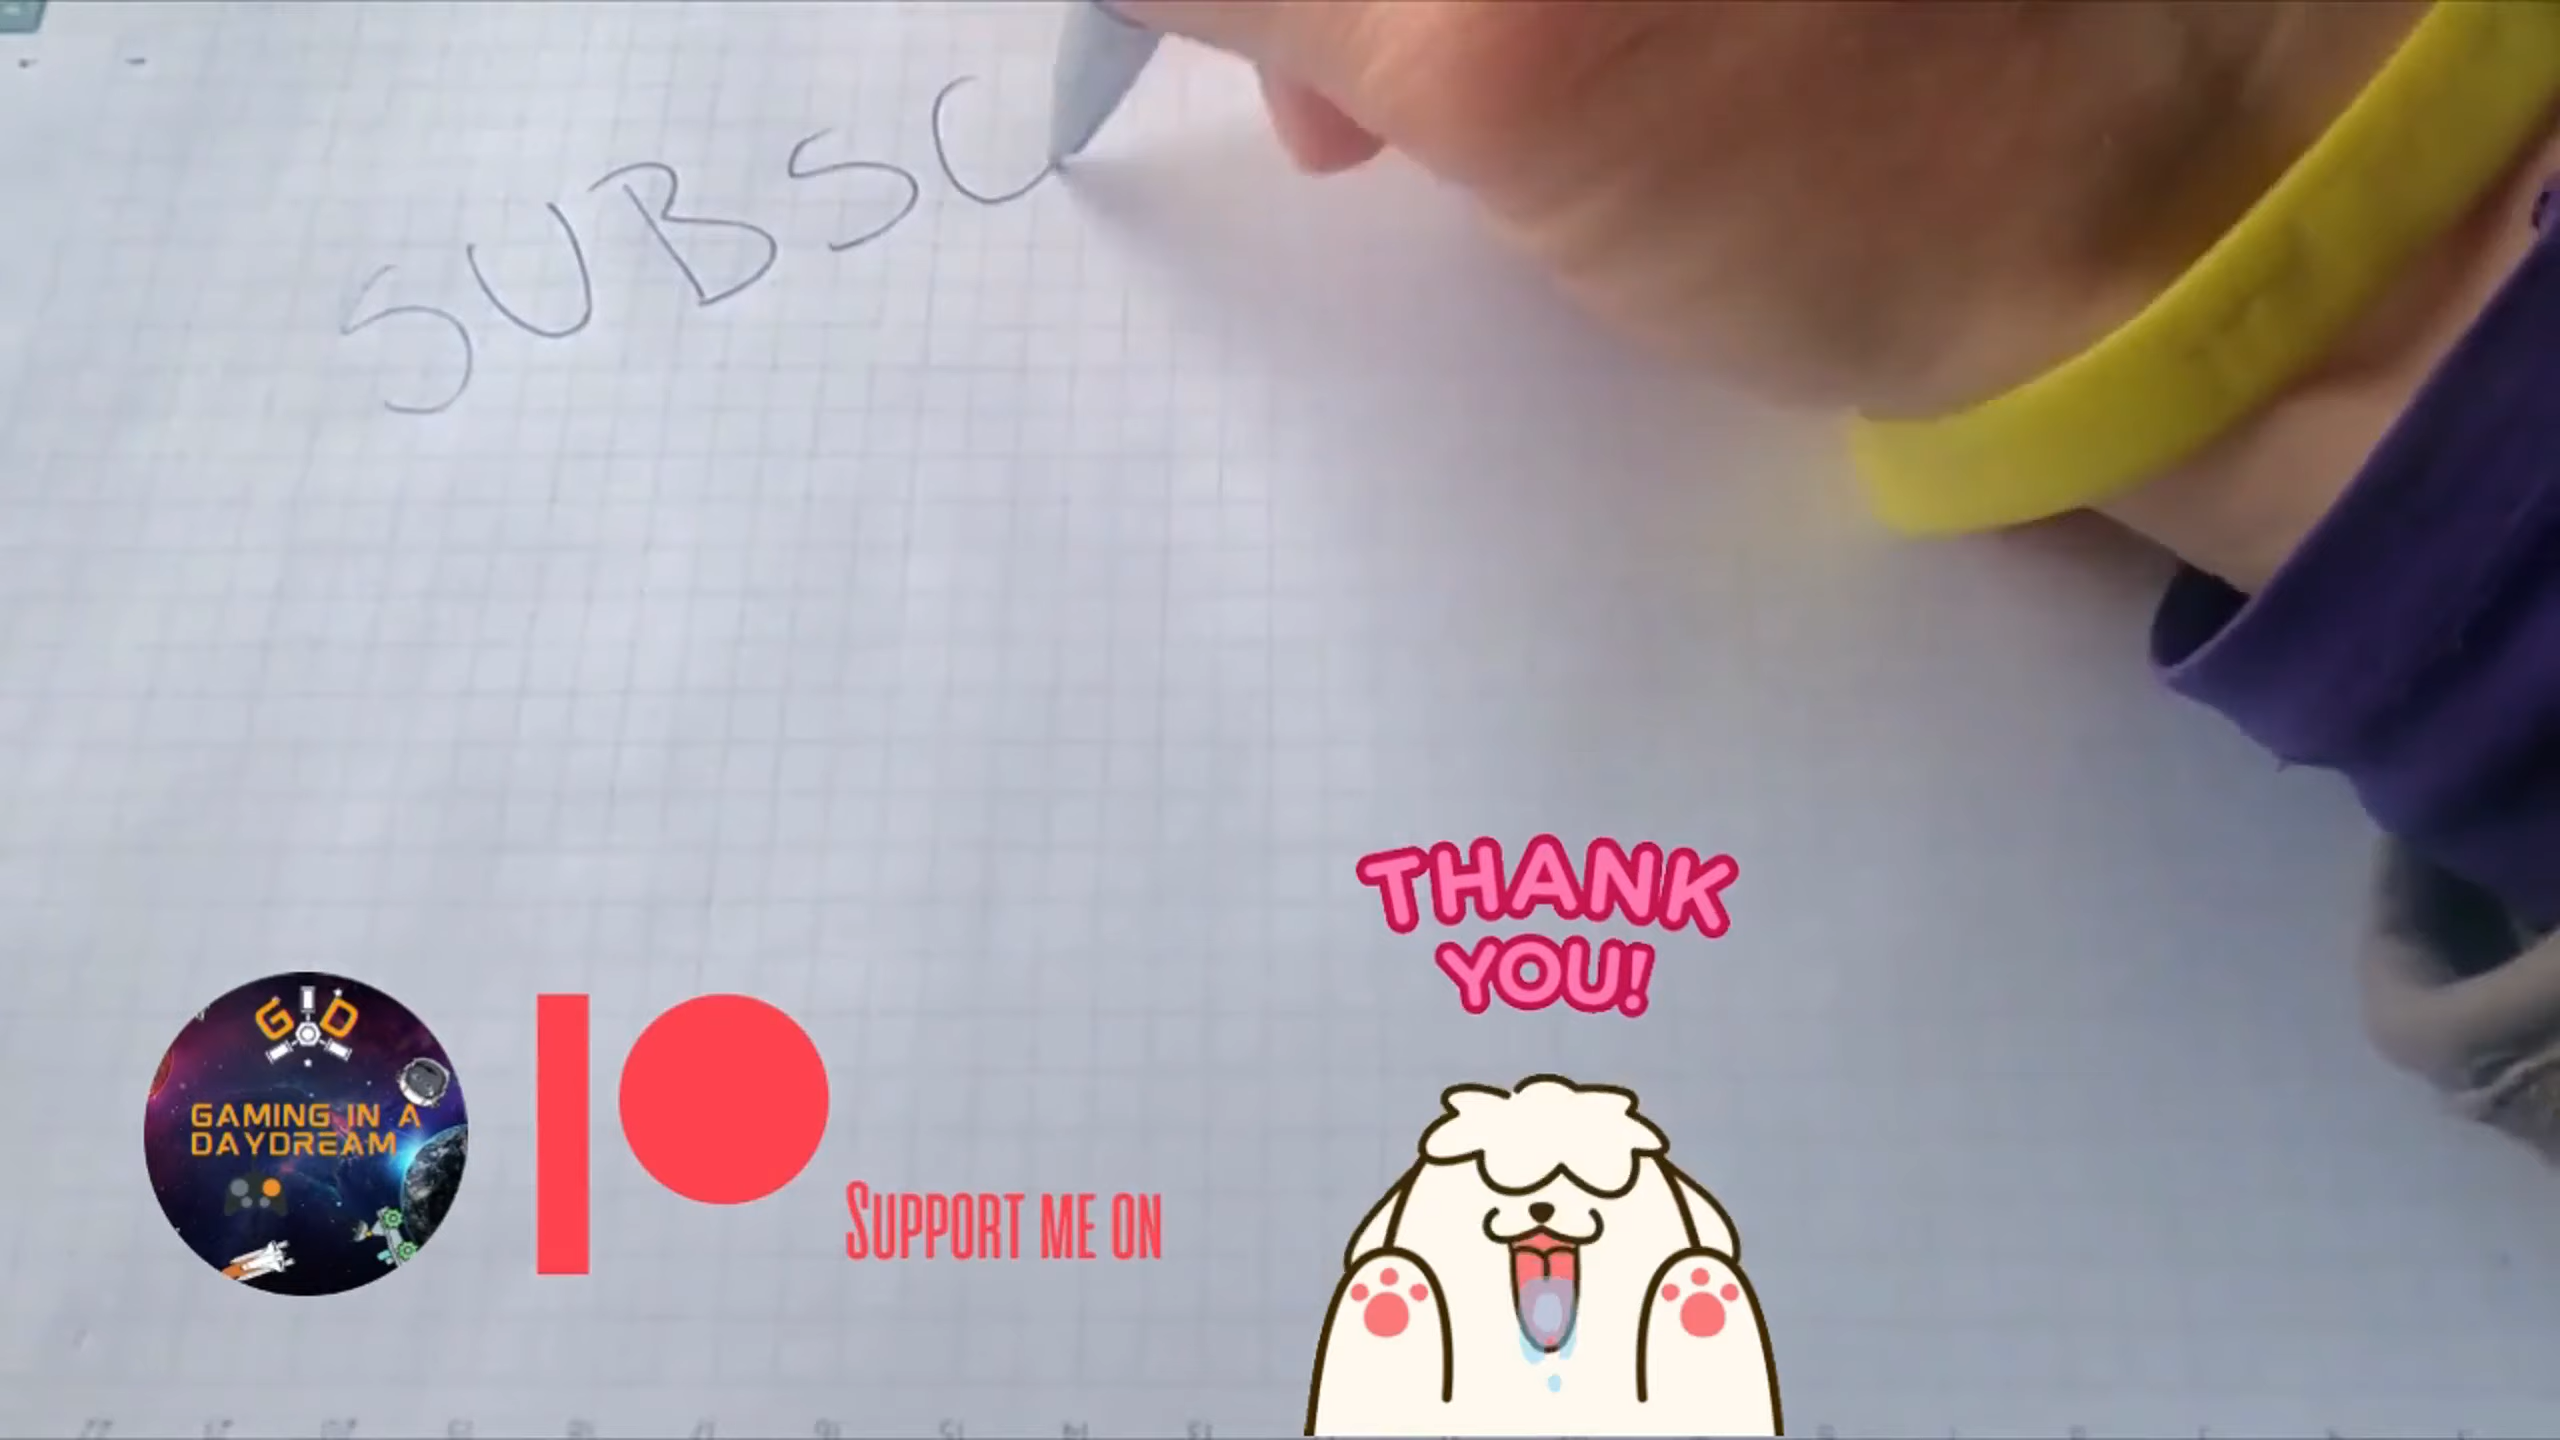 SUBSC
THANK
YOU!
G D
GAMING IN A
DAYDREAM
SUPPORT ME ON